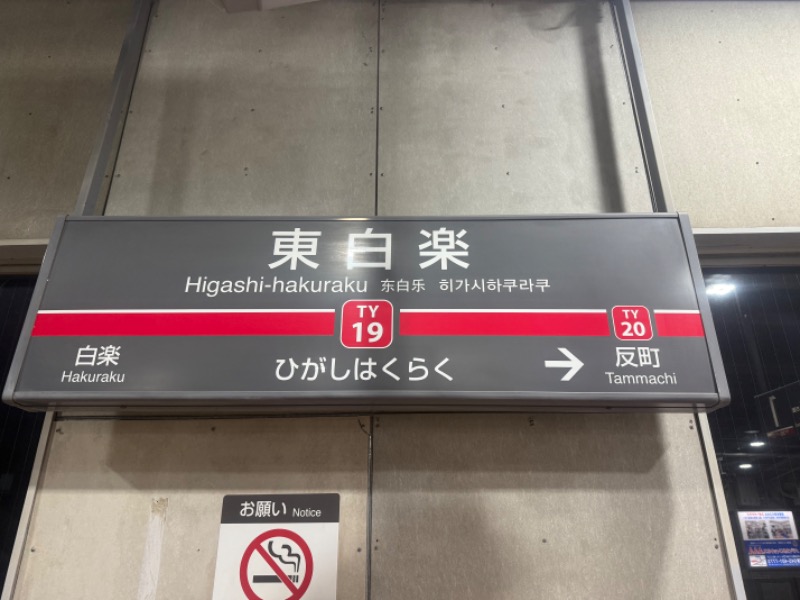 東白楽
Higashi-hakuraku 东白乐 히가시하쿠라쿠
TY
19
TY
20
白楽
Hakuraku
ひがしはくらく
→
反町
Tammachi
お願い Notice